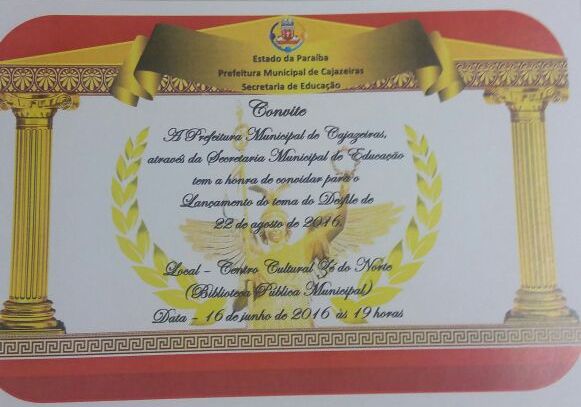 Estado da Paraíba
Prefeitura Municipal de Cajazeiras
Secretaria de Educação
Convite
A Prefeitura Municipal de Cajazeiras,
através da Secretaria Municipal de Educação
tem a honra de convidar para o
Lançamento do tema do Desfile de
22 de agosto de 2016.
Local – Centro Cultural Zé do Norte
(Biblioteca Pública Municipal)
Data – 16 de junho de 2016 às 19 horas